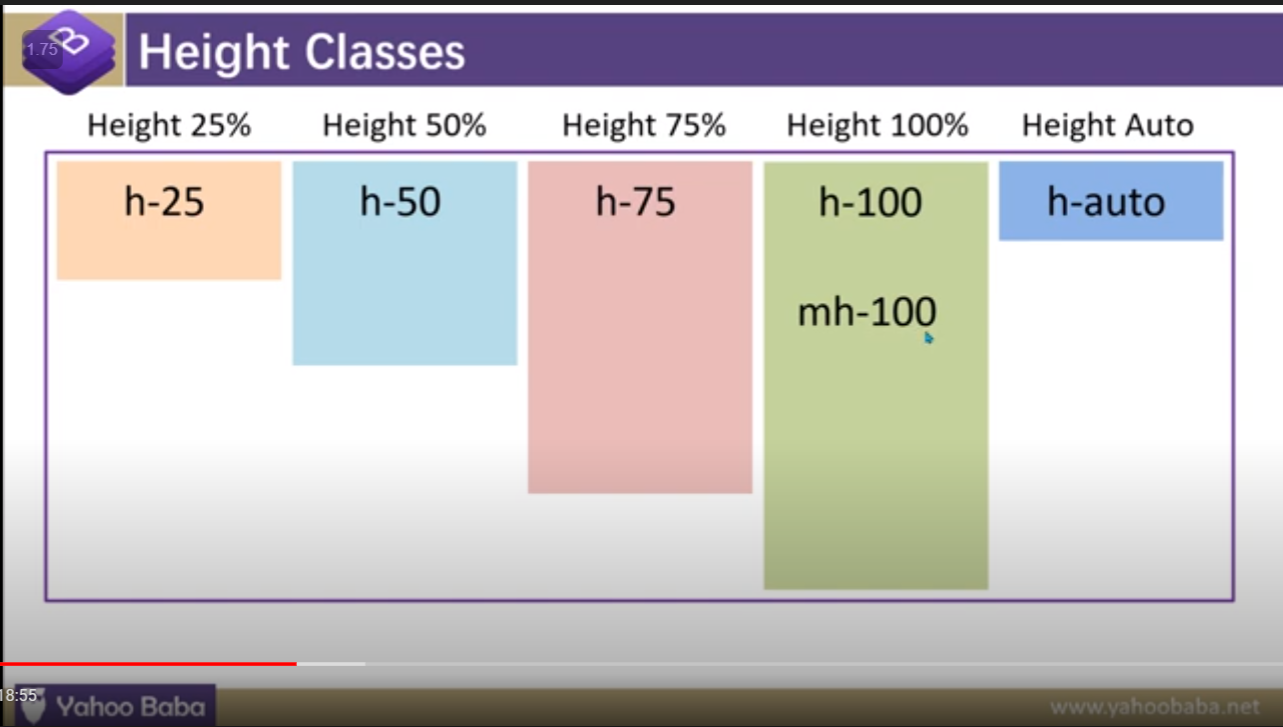 1.75
Height Classes
Height 25% Height 50% Height 75% Height 100% Height Auto
h-25 h-50 h-75 h-100 h-auto
mh-100
18:55
Yahoo Baba
www.yahoobaba.net